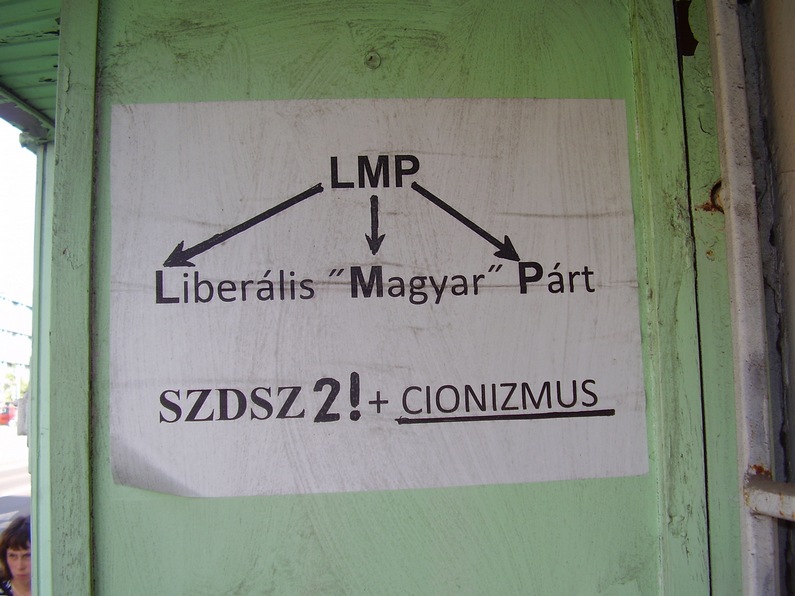 LMP
Liberális "Magyar" Párt
SZDSZ 2! + CIONIZMUS